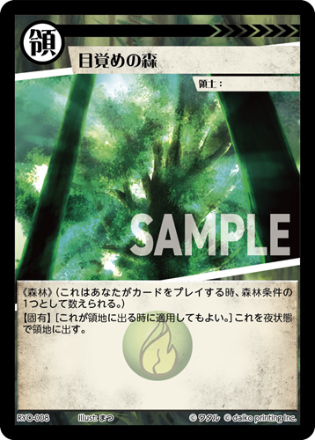 領
目覚めの森
領土：
SAMPLE
《森林》（これはあなたがカードをプレイする時、森林条件の
1つとして数えられる。）
【固有】［これが領地に出る時に適用してもよい。］これを夜状態
で領地に出す。
RYO-008 Illust: まつ © ワタル © daiko printing inc.